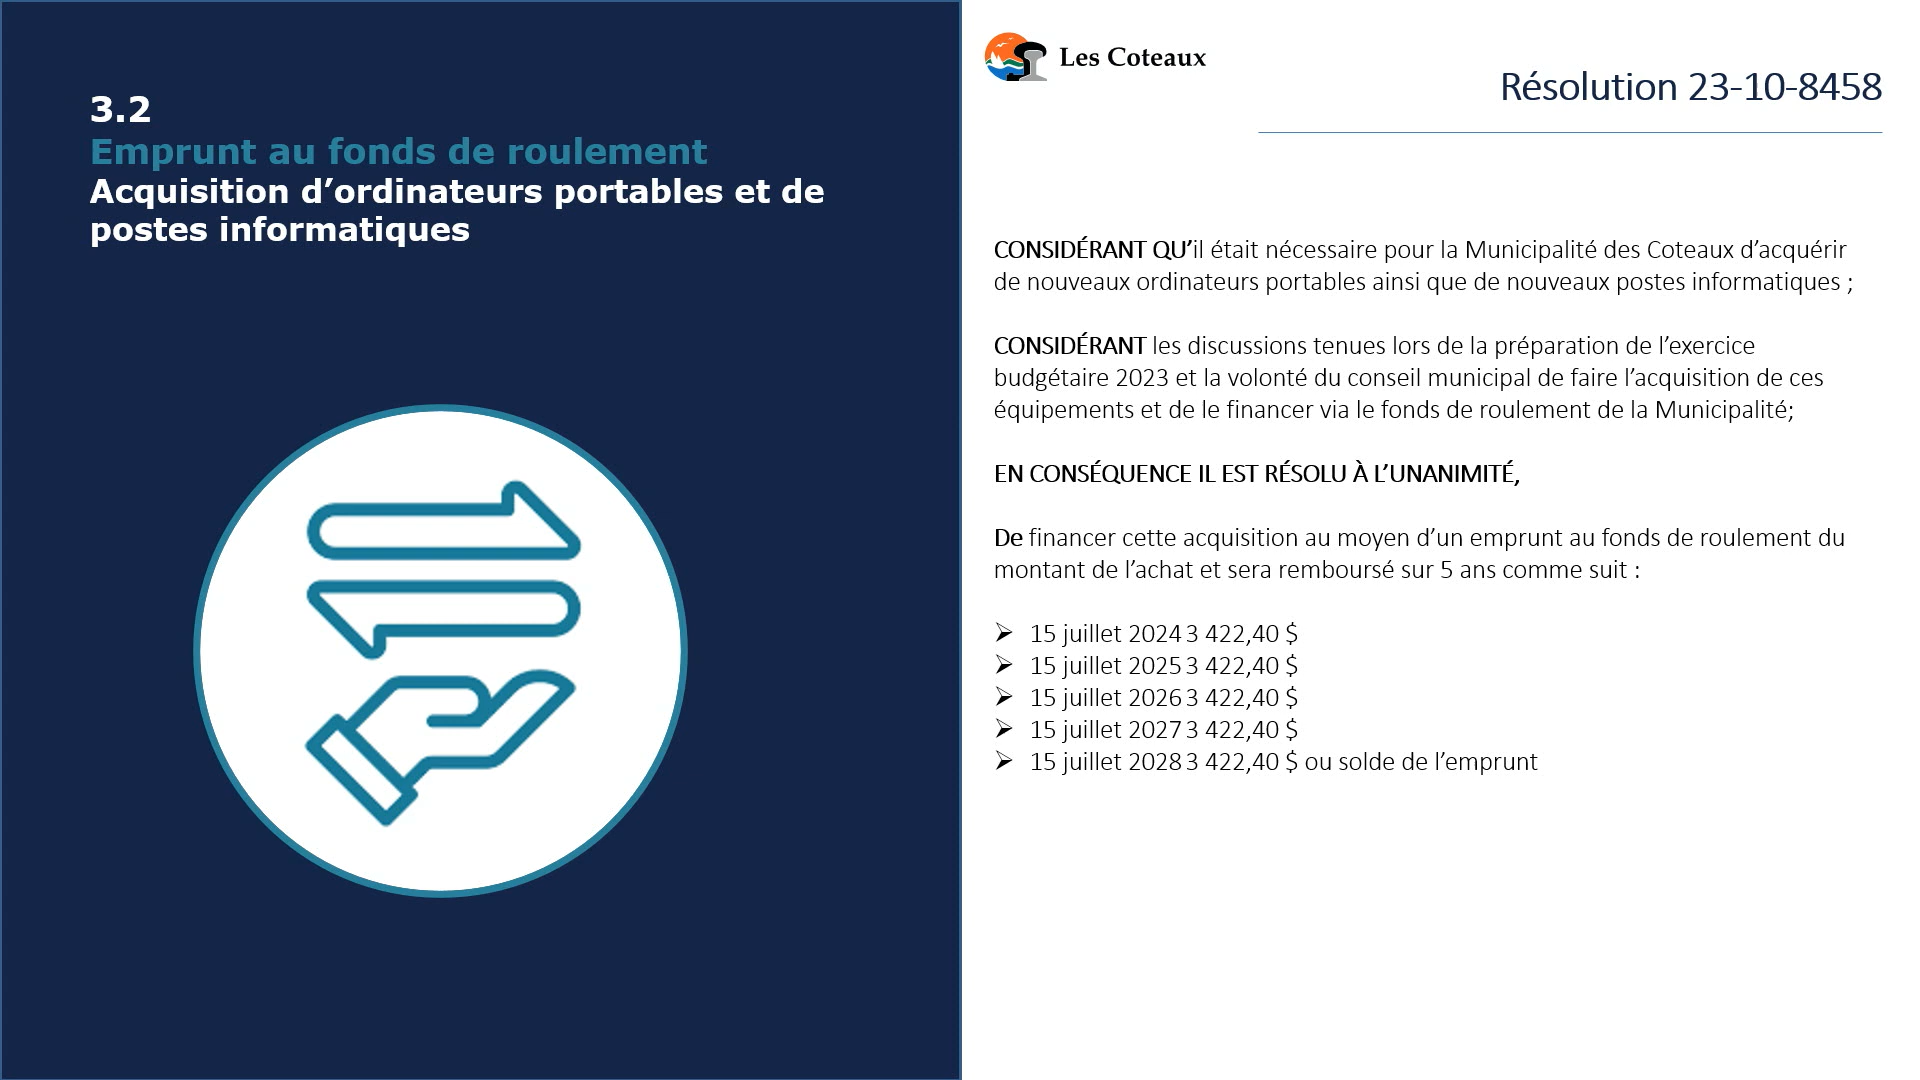 3.2
Emprunt au fonds de roulement
Acquisition d’ordinateurs portables et de
postes informatiques
Les Coteaux
Résolution 23-10-8458
CONSIDÉRANT QU’il était nécessaire pour la Municipalité des Coteaux d’acquérir
de nouveaux ordinateurs portables ainsi que de nouveaux postes informatiques ;
CONSIDÉRANT les discussions tenues lors de la préparation de l’exercice
budgétaire 2023 et la volonté du conseil municipal de faire l’acquisition de ces
équipements et de le financer via le fonds de roulement de la Municipalité;
EN CONSÉQUENCE IL EST RÉSOLU À L’UNANIMITÉ,
De financer cette acquisition au moyen d’un emprunt au fonds de roulement du
montant de l’achat et sera remboursé sur 5 ans comme suit :
➢ 15 juillet 2024 3 422,40 $
➢ 15 juillet 2025 3 422,40 $
➢ 15 juillet 2026 3 422,40 $
➢ 15 juillet 2027 3 422,40 $
➢ 15 juillet 2028 3 422,40 $ ou solde de l’emprunt